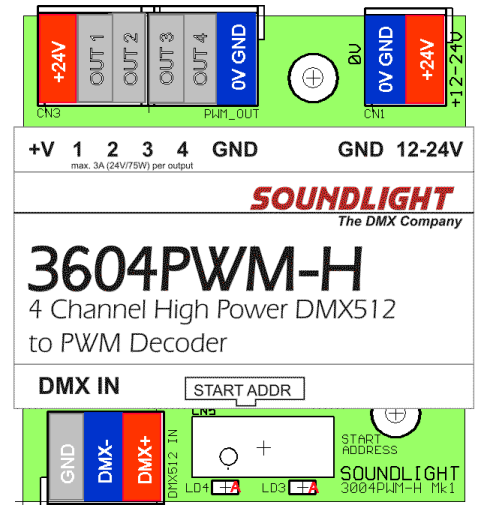 +24V OUT 1 OUT 2 OUT 3 OUT 4 0V GND 0V 0V GND +24V +12-24V
CN3 PWM_OUT CN1
+V 1 2 3 4 GND GND 12-24V
max. 3A (24V/75W) per output
SOUNDLIGHT
The DMX Company
3604PWM-H
4 Channel High Power DMX512
to PWM Decoder
DMX IN START ADDR
GND DMX- DMX+ DMX512 IN
START
ADDRESS
SOUNDLIGHT
LD4 A LD3 A 3004PWM-H Mk1